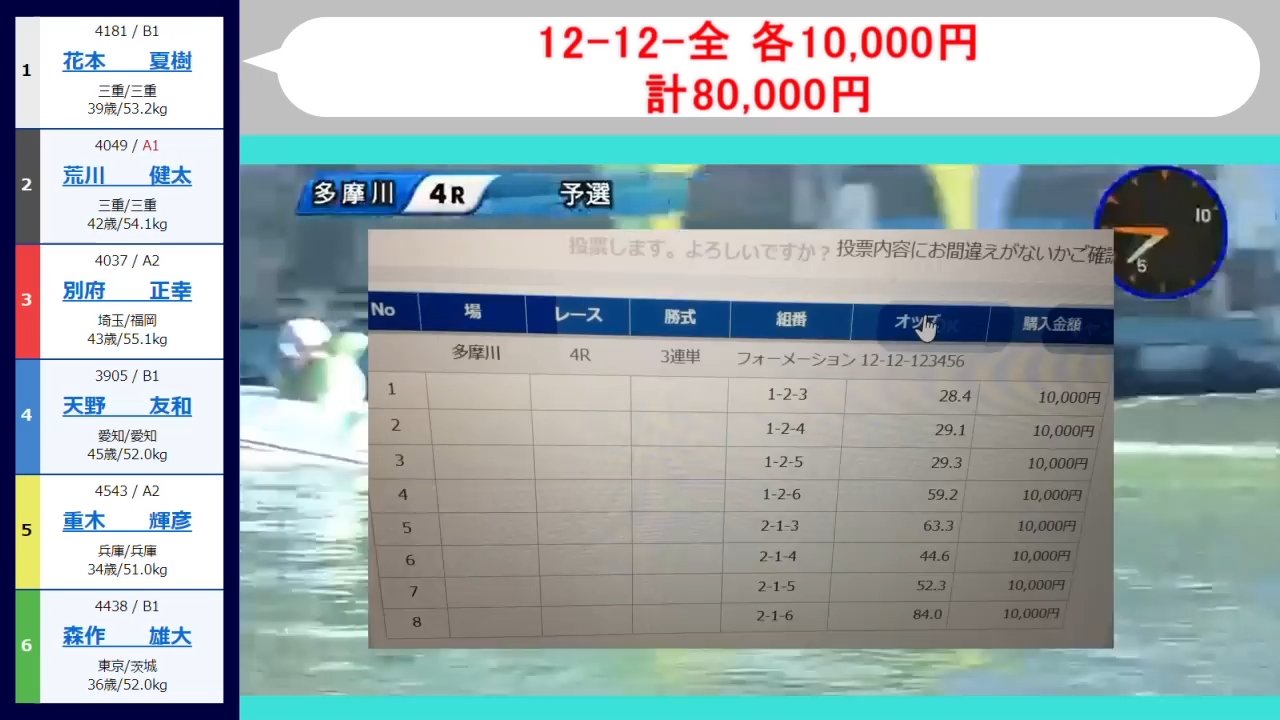 12-12-全 各10,000円
計80,000円
1
4181 / B1
花本 夏樹
三重/三重
39歳/53.2kg
2
4049 / A1
荒川 健太
三重/三重
42歳/54.1kg
3
4037 / A2
別府 正幸
埼玉/福岡
43歳/55.1kg
4
3905 / B1
天野 友和
愛知/愛知
45歳/52.0kg
5
4543 / A2
重木 輝彦
兵庫/兵庫
34歳/51.0kg
6
4438 / B1
森作 雄大
東京/茨城
36歳/52.0kg
多摩川 4R 予選
10
5
投票します。よろしいですか？投票内容にお間違えがないかご確認
No 場 レース 勝式 組番 オッズ 購入金額
多摩川 4R 3連単 フォーメーション 12-12-123456
1 1-2-3 28.4 10,000円
2 1-2-4 29.1 10,000円
3 1-2-5 29.3 10,000円
4 1-2-6 59.2 10,000円
5 2-1-3 63.3 10,000円
6 2-1-4 44.6 10,000円
7 2-1-5 52.3 10,000円
8 2-1-6 84.0 10,000円